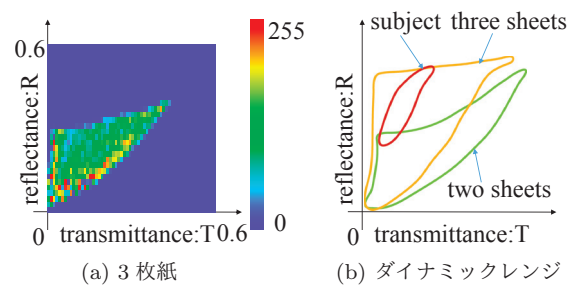 0.6
reflectance:R
0
transmittance:T 0.6
255
0
(a) 3 枚紙
subject three sheets
reflectance:R
two sheets
0
transmittance:T
(b) ダイナミックレンジ